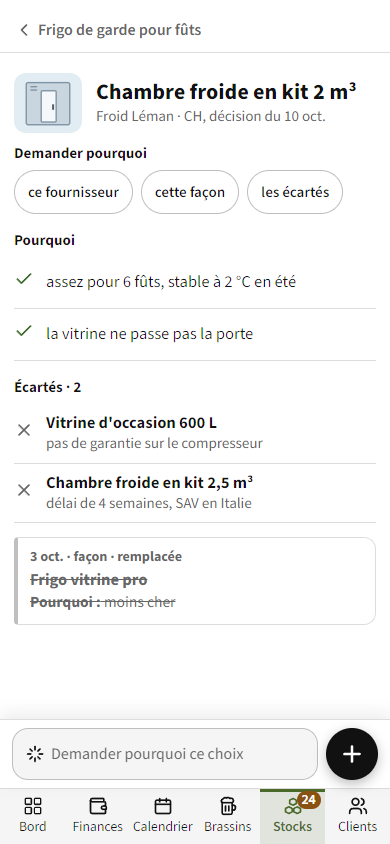 Frigo de garde pour fûts
Chambre froide en kit 2 m³
Froid Léman · CH, décision du 10 oct.
Demander pourquoi
ce fournisseur
cette façon
les écartés
Pourquoi
assez pour 6 fûts, stable à 2 °C en été
la vitrine ne passe pas la porte
Écartés · 2
Vitrine d'occasion 600 L
pas de garantie sur le compresseur
Chambre froide en kit 2,5 m³
délai de 4 semaines, SAV en Italie
3 oct. · façon · remplacée
Frigo vitrine pro
Pourquoi : moins cher
Demander pourquoi ce choix
24
Bord
Finances
Calendrier
Brassins
Stocks
Clients